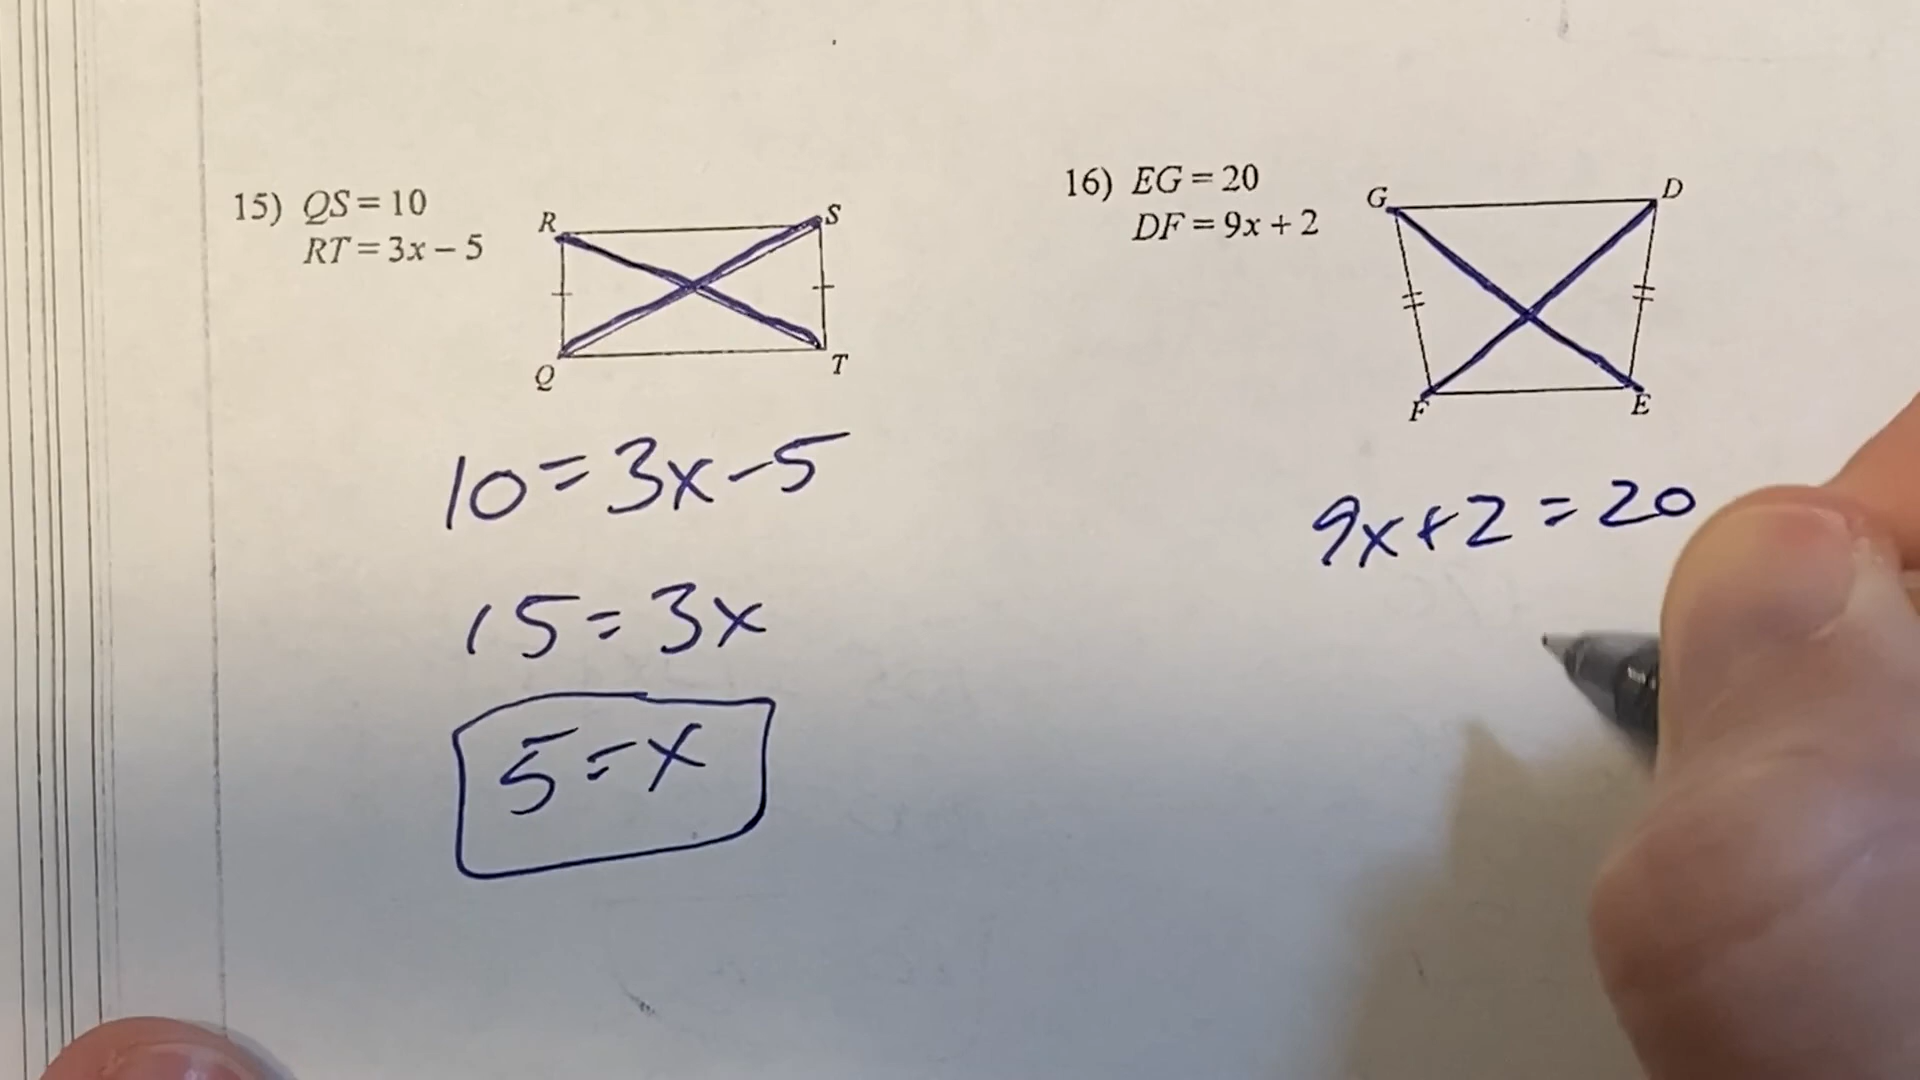 15) QS = 10
RT = 3x – 5
R
S
Q
T
10 = 3x - 5
15 = 3x
5 = x
16) EG = 20
DF = 9x + 2
G
D
F
E
9x + 2 = 20